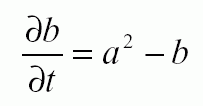 ∂b/∂t = a² − b